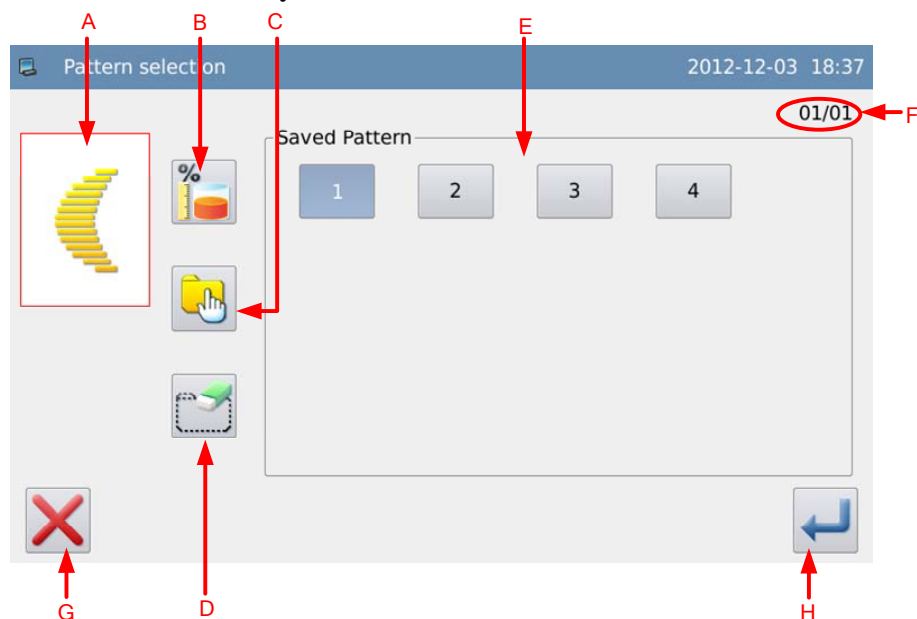 A B C E
Pattern selection 2012-12-03 18:37
01/01 F
Saved Pattern
%
1 2 3 4
G D H